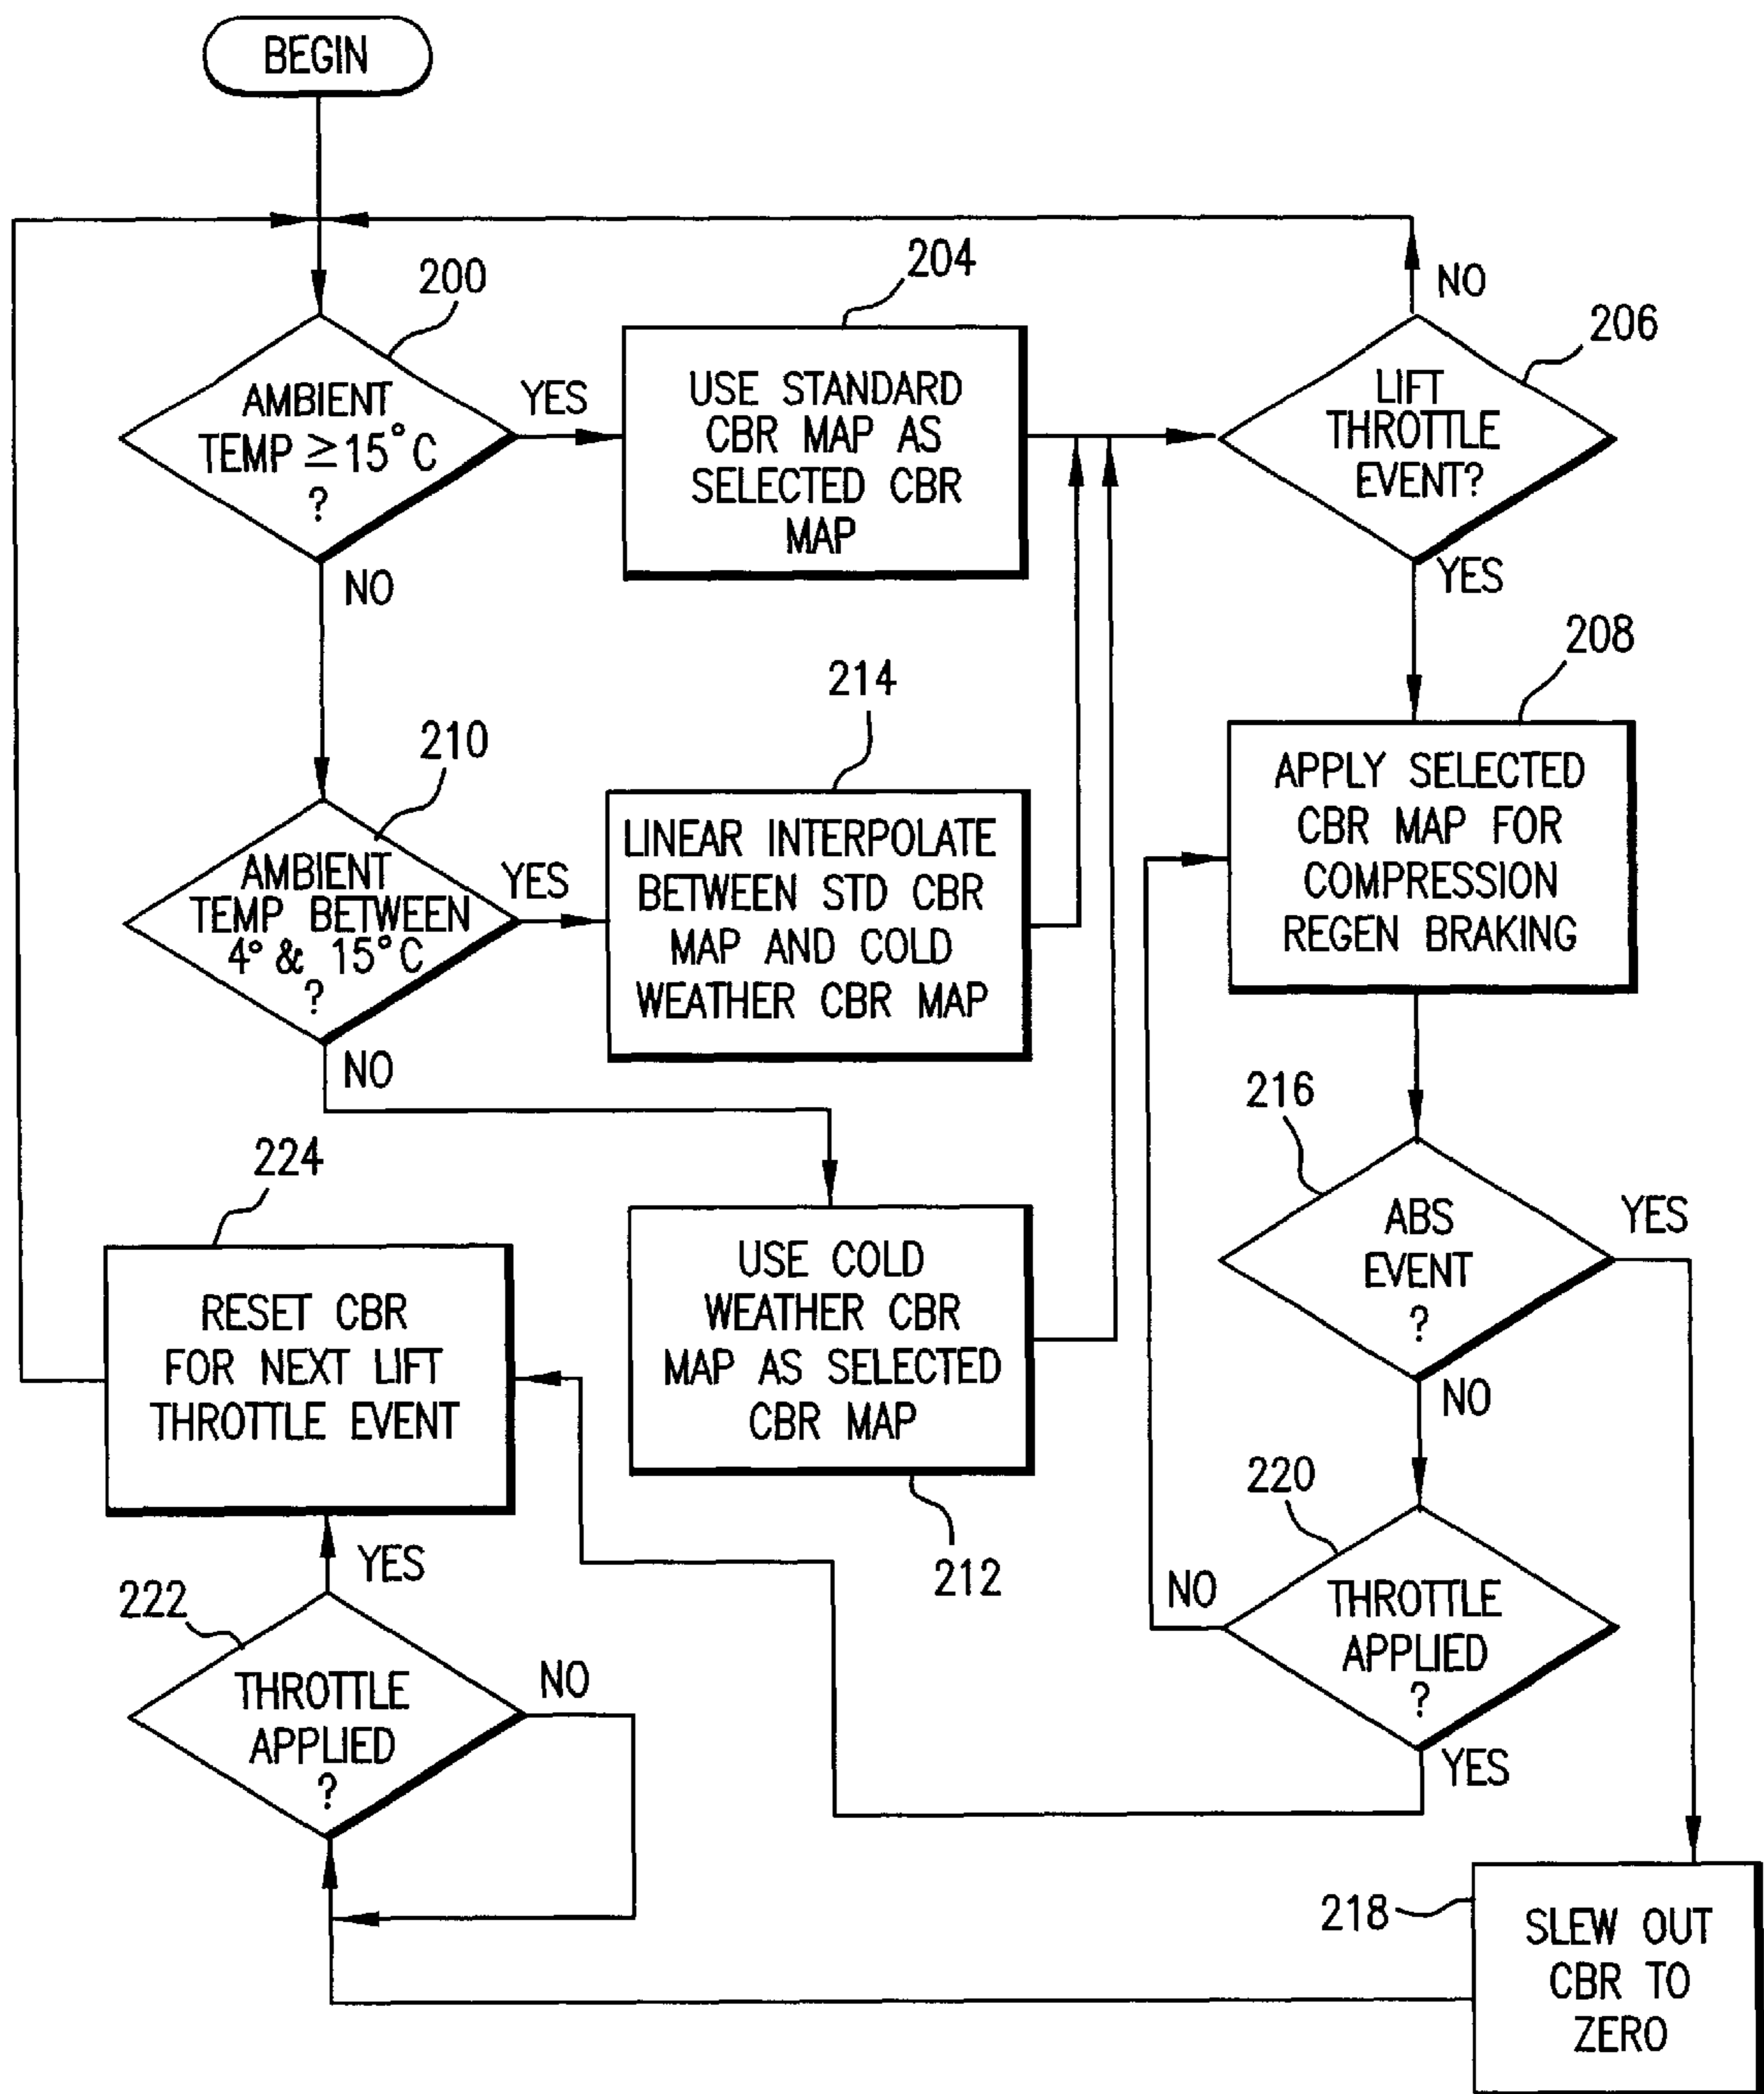 BEGIN
200
AMBIENT
TEMP ≥ 15°C
?
YES
NO
204
USE STANDARD
CBR MAP AS
SELECTED CBR
MAP
206
LIFT
THROTTLE
EVENT?
NO
YES
208
APPLY SELECTED
CBR MAP FOR
COMPRESSION
REGEN BRAKING
210
AMBIENT
TEMP BETWEEN
4° & 15°C
?
YES
NO
214
LINEAR INTERPOLATE
BETWEEN STD CBR
MAP AND COLD
WEATHER CBR MAP
212
USE COLD
WEATHER CBR
MAP AS SELECTED
CBR MAP
216
ABS
EVENT
?
YES
NO
220
THROTTLE
APPLIED
?
NO
YES
218
SLEW OUT
CBR TO
ZERO
222
THROTTLE
APPLIED
?
NO
YES
224
RESET CBR
FOR NEXT LIFT
THROTTLE EVENT